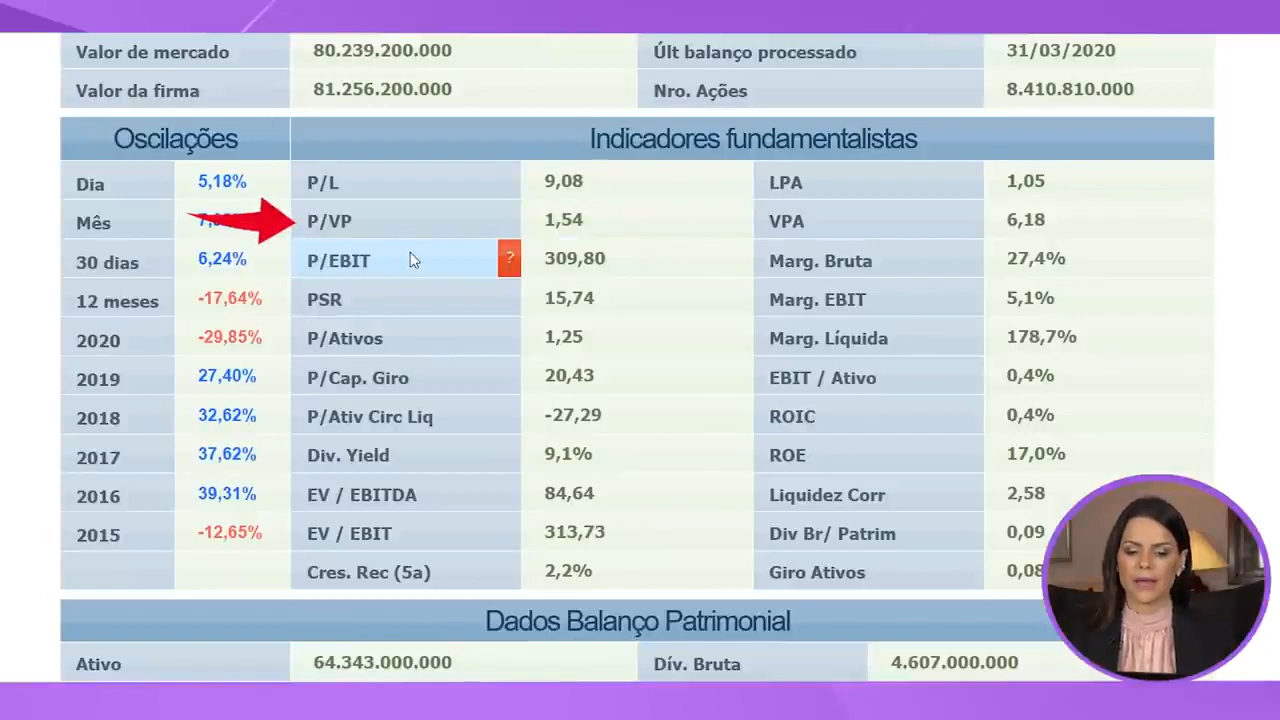 Valor de mercado 80.239.200.000 Últ balanço processado 31/03/2020
Valor da firma 81.256.200.000 Nro. Ações 8.410.810.000
Oscilações Indicadores fundamentalistas
Dia 5,18% P/L 9,08 LPA 1,05
Mês P/VP 1,54 VPA 6,18
30 dias 6,24% P/EBIT ? 309,80 Marg. Bruta 27,4%
12 meses -17,64% PSR 15,74 Marg. EBIT 5,1%
2020 -29,85% P/Ativos 1,25 Marg. Líquida 178,7%
2019 27,40% P/Cap. Giro 20,43 EBIT / Ativo 0,4%
2018 32,62% P/Ativ Circ Liq -27,29 ROIC 0,4%
2017 37,62% Div. Yield 9,1% ROE 17,0%
2016 39,31% EV / EBITDA 84,64 Liquidez Corr 2,58
2015 -12,65% EV / EBIT 313,73 Div Br/ Patrim 0,09
Cres. Rec (5a) 2,2% Giro Ativos 0,08
Dados Balanço Patrimonial
Ativo 64.343.000.000 Dív. Bruta 4.607.000.000